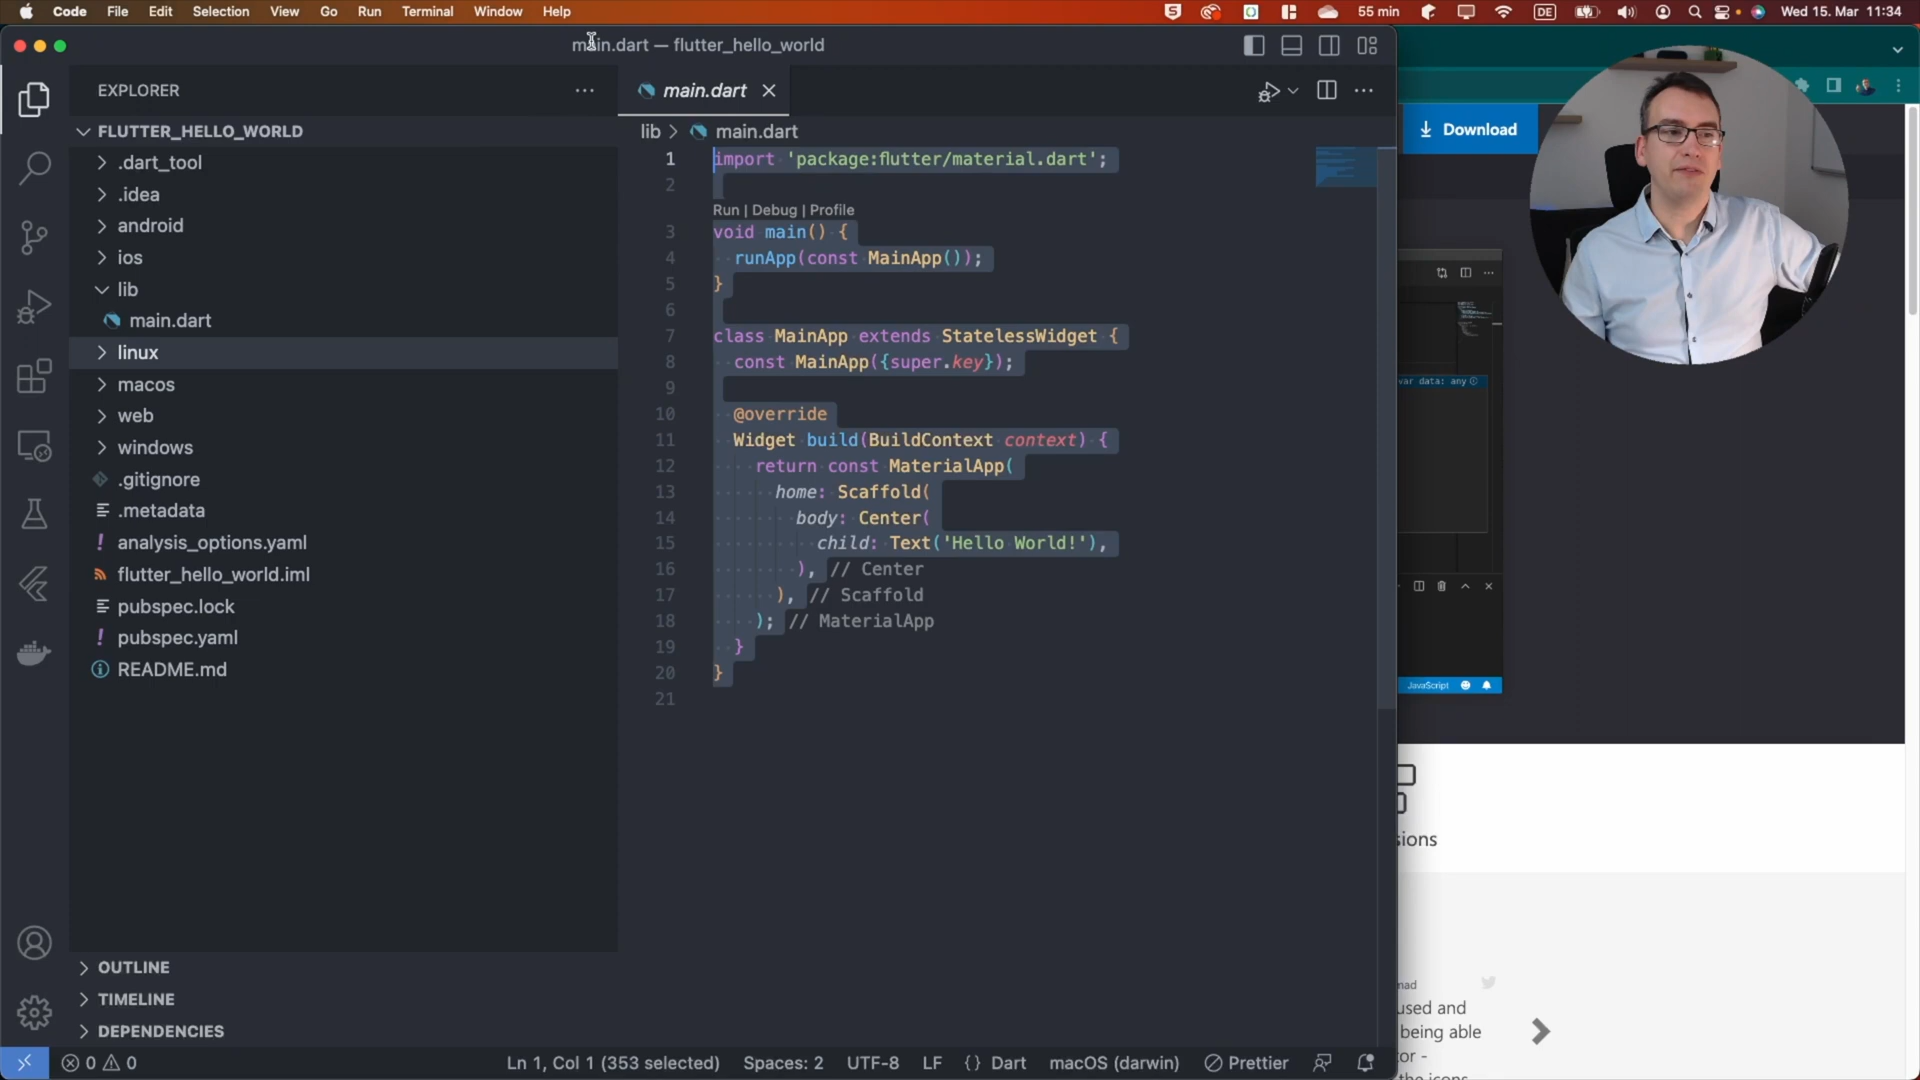 Code File Edit Selection View Go Run Terminal Window Help
55 min DE Wed 15. Mar 11:34
main.dart — flutter_hello_world
EXPLORER
FLUTTER_HELLO_WORLD
.dart_tool
.idea
android
ios
lib
main.dart
linux
macos
web
windows
.gitignore
.metadata
analysis_options.yaml
flutter_hello_world.iml
pubspec.lock
pubspec.yaml
README.md
OUTLINE
TIMELINE
DEPENDENCIES
main.dart
lib > main.dart
1 import 'package:flutter/material.dart';
2
Run | Debug | Profile
3 void main() {
4 runApp(const MainApp());
5 }
6
7 class MainApp extends StatelessWidget {
8 const MainApp({super.key});
9
10 @override
11 Widget build(BuildContext context) {
12 return const MaterialApp(
13 home: Scaffold(
14 body: Center(
15 child: Text('Hello World!'),
16 ), // Center
17 ), // Scaffold
18 ); // MaterialApp
19 }
20 }
21
0 0 Ln 1, Col 1 (353 selected) Spaces: 2 UTF-8 LF {} Dart macOS (darwin) Prettier
Download
var data: any
JavaScript
sions
mad
used and
being able
or -